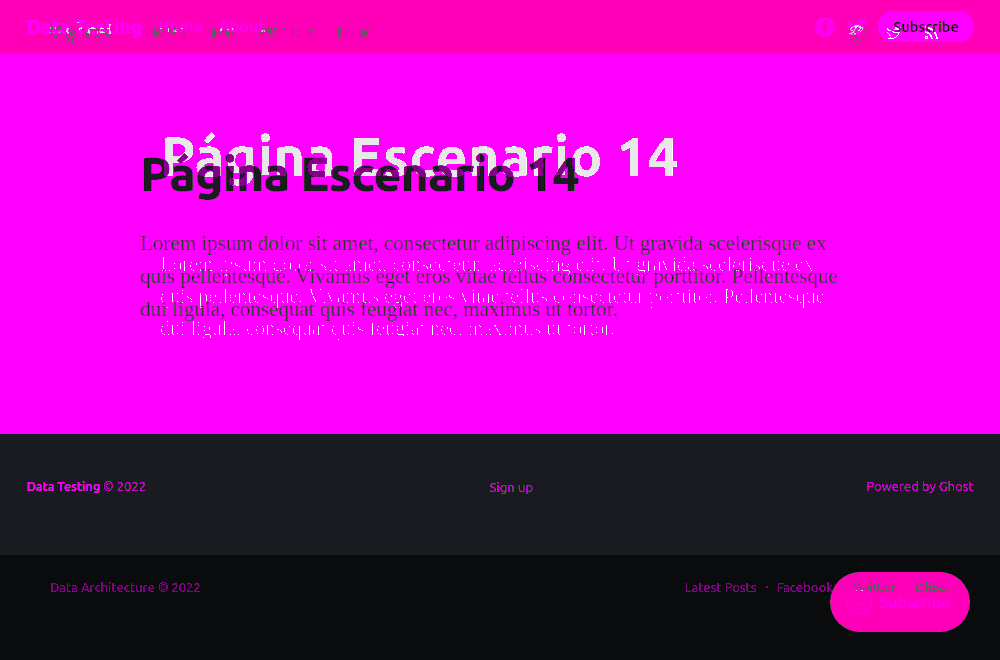 Data Testing Home About Subscribe
Página Escenario 14
Página Escenario 14
Lorem ipsum dolor sit amet, consectetur adipiscing elit. Ut gravida scelerisque ex
Lorem ipsum dolor sit amet, consectetur adipiscing elit. Ut gravida scelerisque ex
quis pellentesque. Vivamus eget eros vitae tellus consectetur porttitor. Pellentesque
quis pellentesque. Vivamus eget eros vitae tellus consectetur porttitor. Pellentesque
dui ligula, consequat quis feugiat nec, maximus ut tortor.
dui ligula, consequat quis feugiat nec, maximus ut tortor.
Data Testing © 2022 Sign up Powered by Ghost
Data Architecture © 2022 Latest Posts · Facebook Twitter Ghost
Subscribe